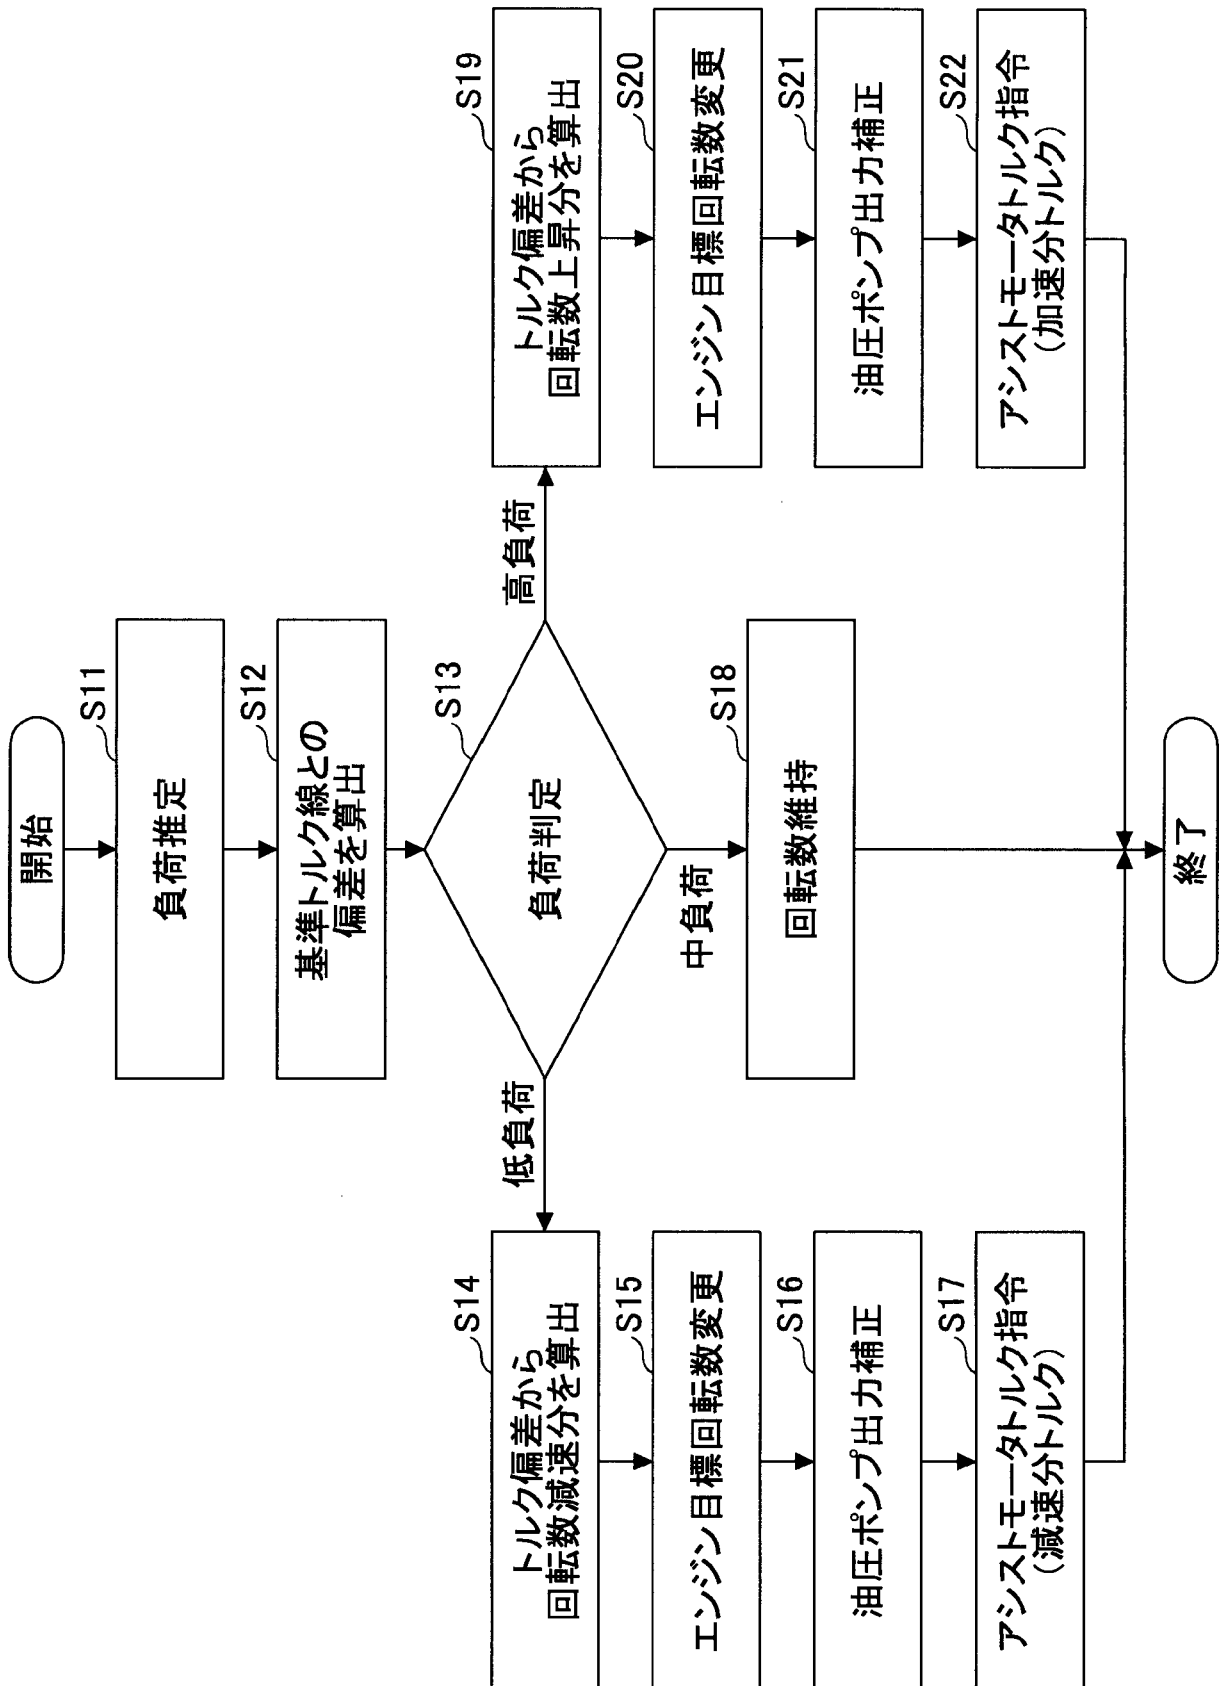 開始
S11
負荷推定
S12
基準トルク線との
偏差を算出
S13
負荷判定
低負荷
中負荷
高負荷
S14
トルク偏差から
回転数減速分を算出
S15
エンジン目標回転数変更
S16
油圧ポンプ出力補正
S17
アシストモータトルク指令
(減速分トルク)
S18
回転数維持
S19
トルク偏差から
回転数上昇分を算出
S20
エンジン目標回転数変更
S21
油圧ポンプ出力補正
S22
アシストモータトルク指令
(加速分トルク)
終了